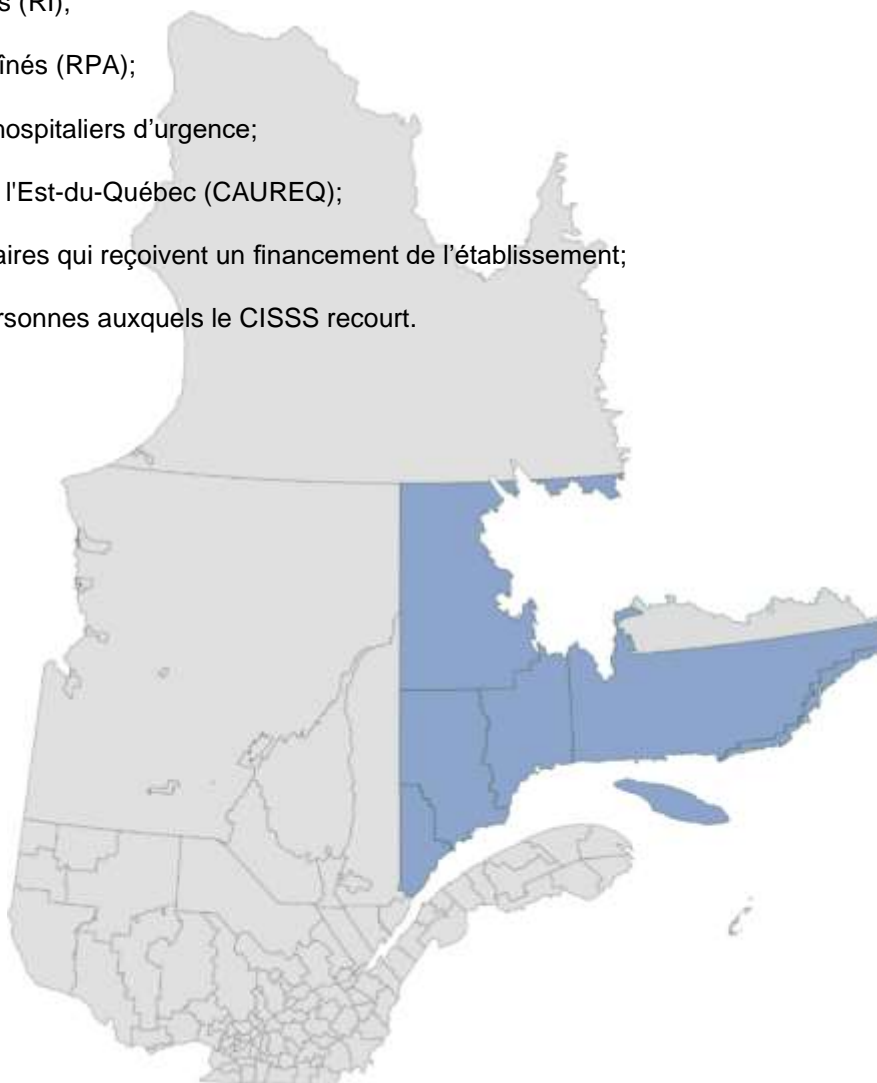 s (RI);
înés (RPA);
hospitaliers d’urgence;
l'Est-du-Québec (CAUREQ);
aires qui reçoivent un financement de l’établissement;
ersonnes auxquels le CISSS recourt.